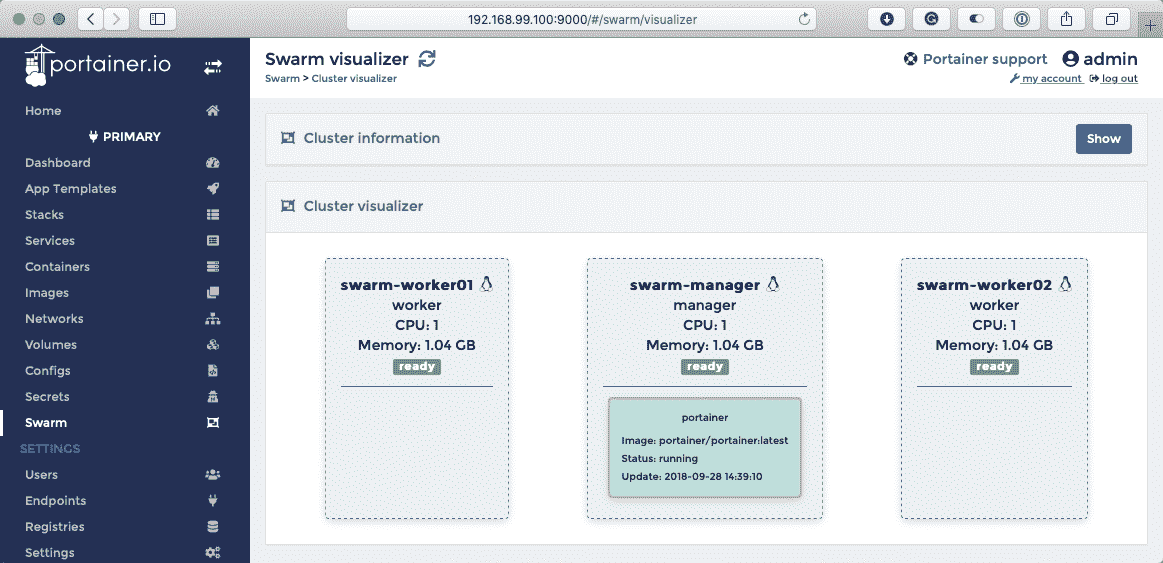 192.168.99.100:9000/#/swarm/visualizer
portainer.io
Home
PRIMARY
Dashboard
App Templates
Stacks
Services
Containers
Images
Networks
Volumes
Configs
Secrets
Swarm
SETTINGS
Users
Endpoints
Registries
Settings
Swarm visualizer
Swarm > Cluster visualizer
Portainer support admin
my account log out
Cluster information
Show
Cluster visualizer
swarm-worker01
worker
CPU: 1
Memory: 1.04 GB
ready
swarm-manager
manager
CPU: 1
Memory: 1.04 GB
ready
portainer
Image: portainer/portainer:latest
Status: running
Update: 2018-09-28 14:39:10
swarm-worker02
worker
CPU: 1
Memory: 1.04 GB
ready